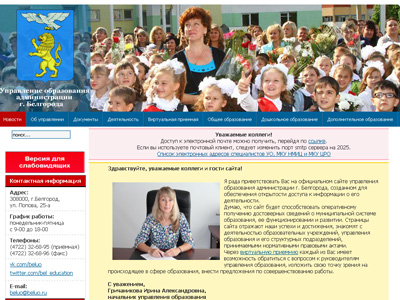 Управление образования
администрации
г. Белгорода
Новости
Об управлении
Документы
Деятельность
Виртуальная приемная
Общее образование
Дошкольное образование
Дополнительное образование
поиск...
Версия для
слабовидящих
Контактная информация
Адрес:
308000, г.Белгород,
ул. Попова, 25-а
График работы:
понедельник-пятница
с 9-00 до 18-00
Телефоны:
(4722) 32-68-95 (приёмная)
(4722) 32-68-96 (факс)
vk.com/beluo
twitter.com/bel_education
E-mail:
beluo@beluo.ru
Уважаемые коллеги!
Доступ к электронной почте можно получить, перейдя по ссылке.
Если вы используете почтовый клиент, следует изменить порт smtp сервера на 2025.
Список электронных адресов специалистов УО, МКУ НМИЦ и МКУ ЦРО
Здравствуйте, уважаемые коллеги и гости сайта!
Я рада приветствовать Вас на официальном сайте управления
образования администрации г. Белгорода, созданном для
обеспечения открытости доступа к информации о его
деятельности.
Думаю, что сайт будет способствовать оперативному
получению достоверных сведений о муниципальной системе
образования, ее функционировании и развитии. Страницы
сайта отражают наши успехи и достижения, знакомят с
деятельностью образовательных учреждений, управления
образования и его структурных подразделений,
принимаемыми нормативными правовыми актами.
Через виртуальную приемную каждый из вас может обратиться
в управление образования, изложить свою точку зрения на
происходящее в сфере образования, внести предложения по совершенствованию работы.
С уважением,
Гричаникова Ирина Александровна,
начальник управления образования